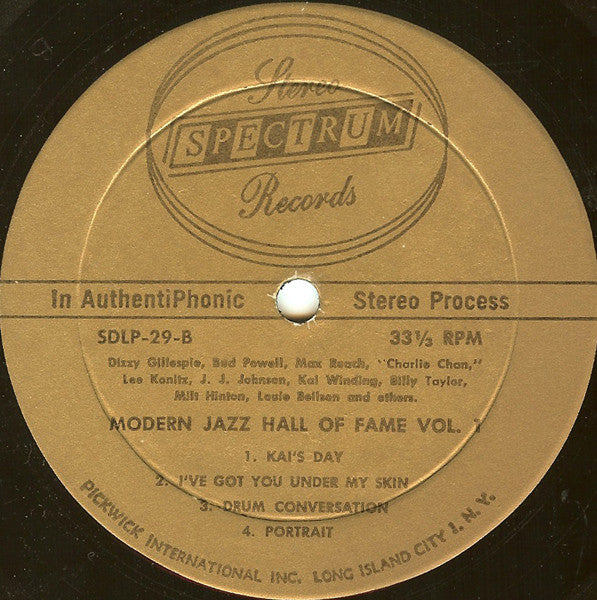 Stereo
SPECTRUM
Records
In AuthentiPhonic Stereo Process
SDLP-29-B 33⅓ RPM
Dizzy Gillespie, Bud Powell, Max Roach, "Charlie Chan,"
Lee Konitz, J. J. Johnson, Kai Winding, Billy Taylor,
Milt Hinton, Louie Bellson and others.
MODERN JAZZ HALL OF FAME VOL. 1
1. KAI'S DAY
2. I'VE GOT YOU UNDER MY SKIN
3. DRUM CONVERSATION
4. PORTRAIT
PICKWICK INTERNATIONAL INC. LONG ISLAND CITY 1, N. Y.